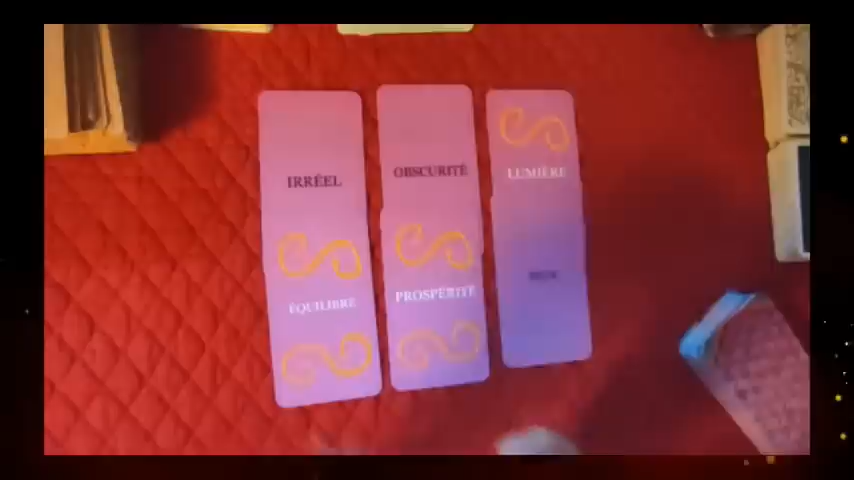 IRRÉEL
ÉQUILIBRE
OBSCURITÉ
PROSPÉRITÉ
LUMIÈRE